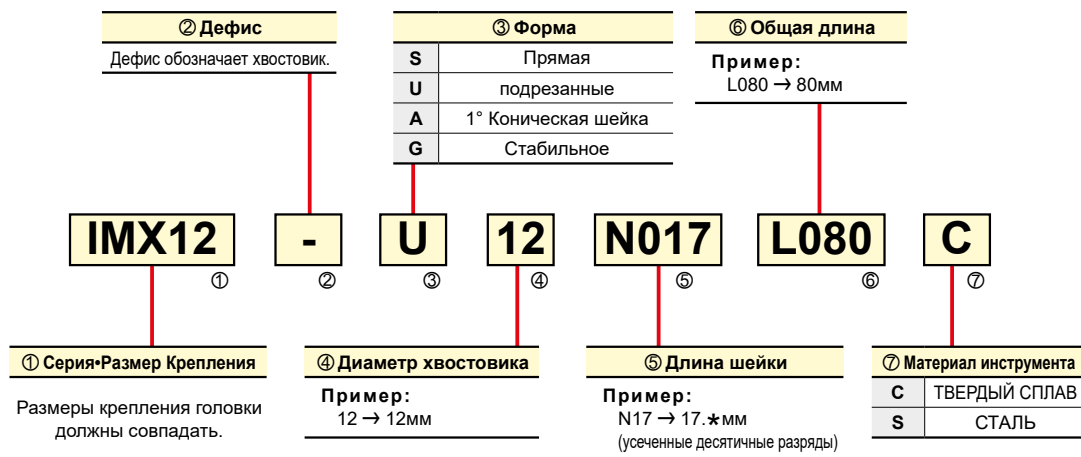 ② Дефис
Дефис обозначает хвостовик.
③ Форма
S Прямая
U подрезанные
A 1° Коническая шейка
G Стабильное
⑥ Общая длина
Пример:
L080 → 80мм
IMX12 - U 12 N017 L080 C
① ② ③ ④ ⑤ ⑥ ⑦
① Серия•Размер Крепления
Размеры крепления головки
должны совпадать.
④ Диаметр хвостовика
Пример:
12 → 12мм
⑤ Длина шейки
Пример:
N17 → 17.★мм
(усеченные десятичные разряды)
⑦ Материал инструмента
C ТВЕРДЫЙ СПЛАВ
S СТАЛЬ